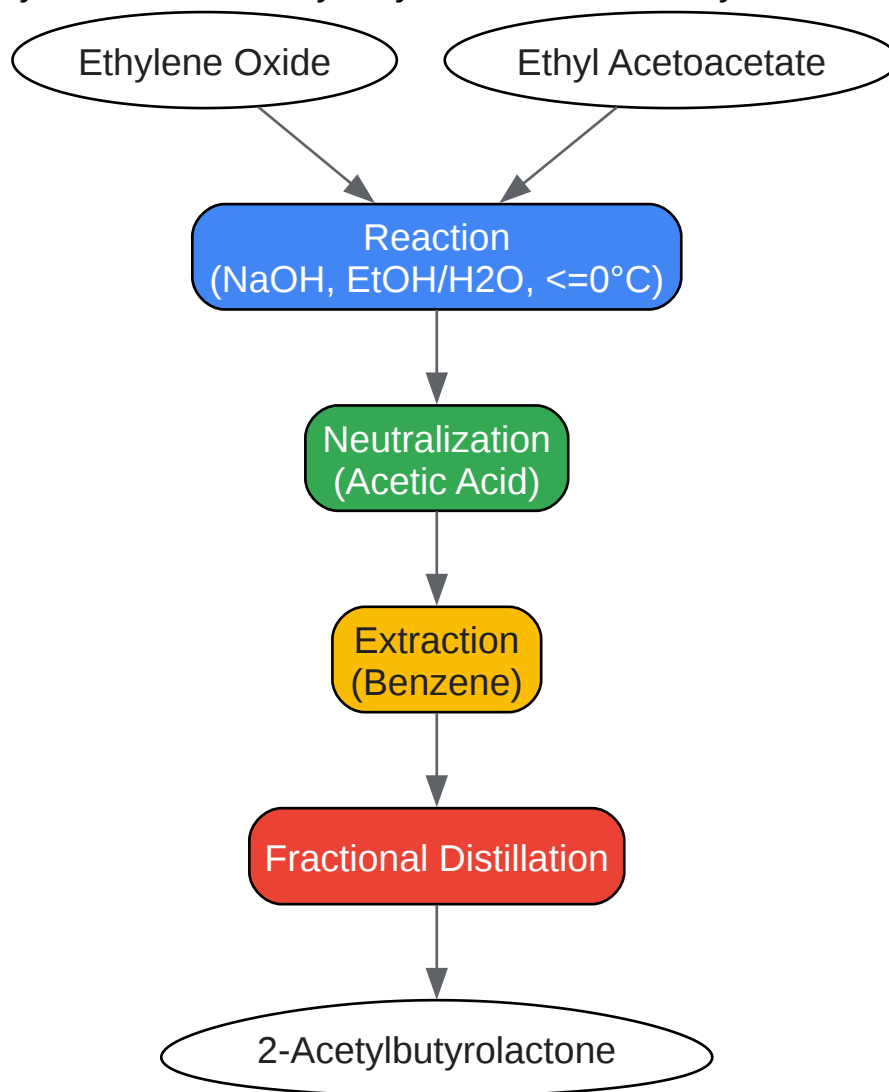 Ethylene Oxide
Ethyl Acetoacetate
Reaction
(NaOH, EtOH/H2O, <=0°C)
Neutralization
(Acetic Acid)
Extraction
(Benzene)
Fractional Distillation
2-Acetylbutyrolactone